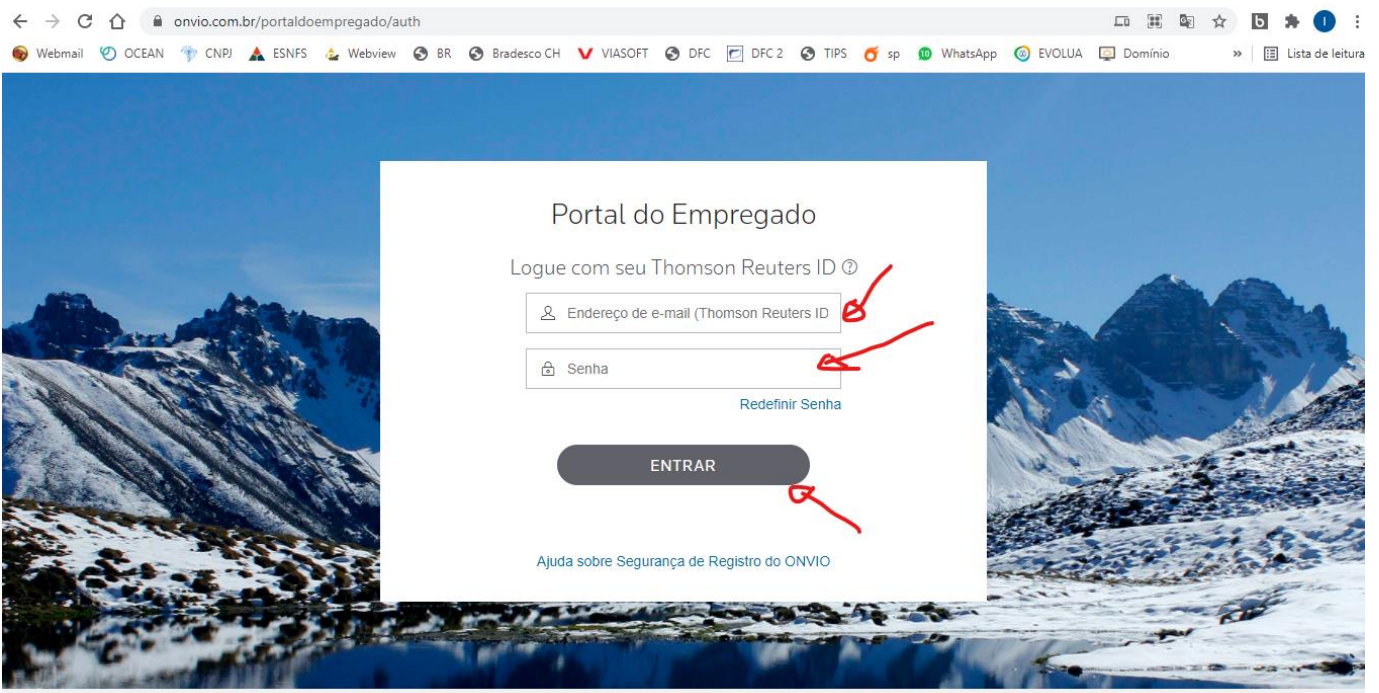 onvio.com.br/portaldoempregado/auth
Webmail OCEAN CNPJ ESNFS Webview BR Bradesco CH VIASOFT DFC DFC 2 TIPS sp 10 WhatsApp EVOLUA Domínio » Lista de leitura
Portal do Empregado
Logue com seu Thomson Reuters ID ?
Endereço de e-mail (Thomson Reuters ID
Senha
Redefinir Senha
ENTRAR
Ajuda sobre Segurança de Registro do ONVIO